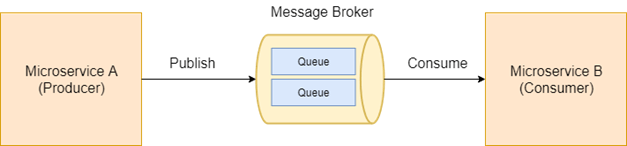 Message Broker
Microservice A
(Producer)
Publish
Queue
Queue
Consume
Microservice B
(Consumer)